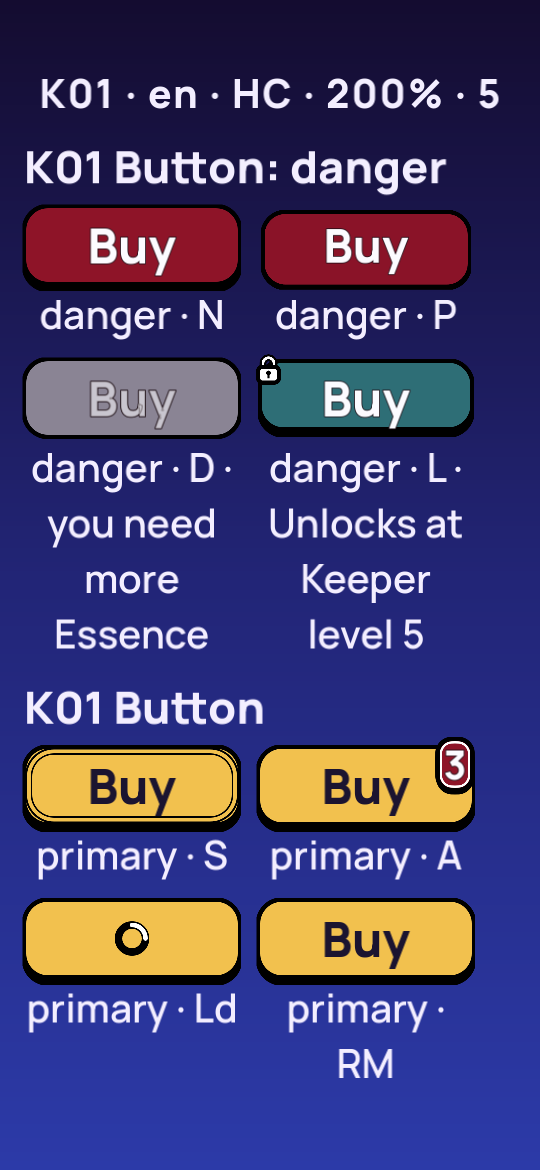 K01 · en · HC · 200% · 5
K01 Button: danger
Buy
Buy
danger · N
danger · P
Buy
Buy
danger · D ·
you need
more
Essence
danger · L ·
Unlocks at
Keeper
level 5
K01 Button
Buy
Buy
3
primary · S
primary · A
Buy
primary · Ld
primary ·
RM